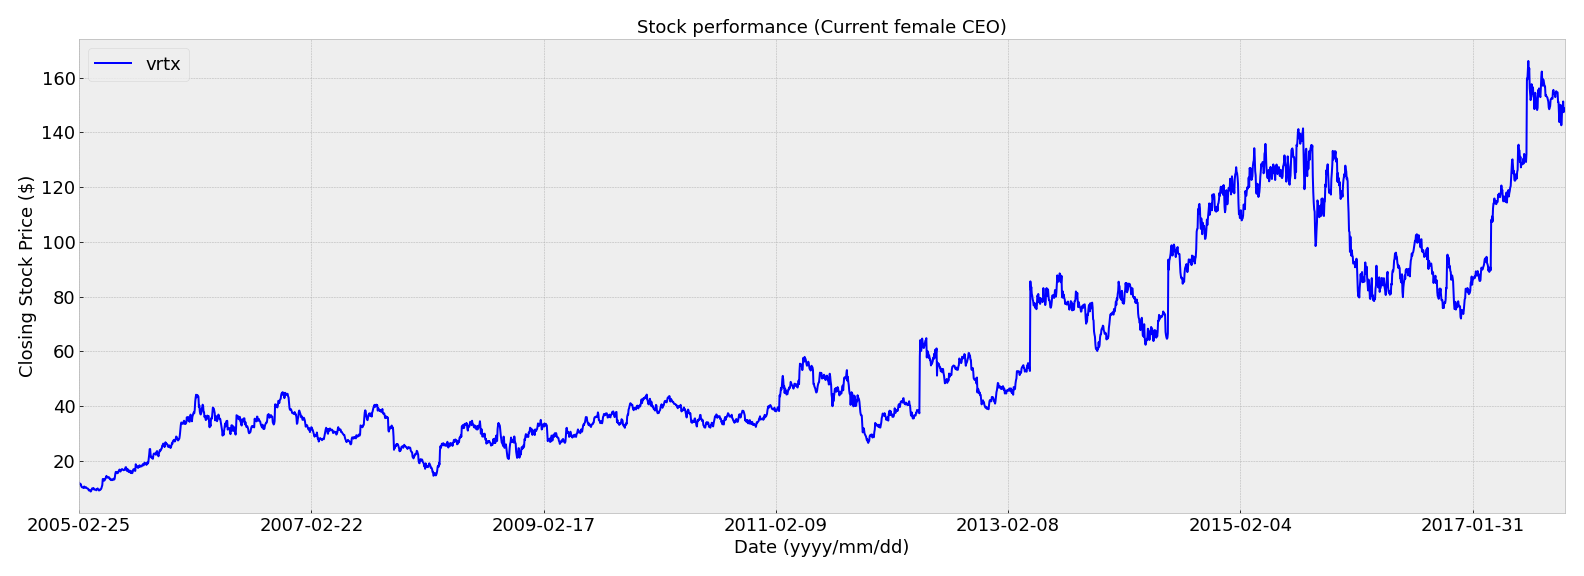 Stock performance (Current female CEO)
vrtx
Closing Stock Price ($)
160
140
120
100
80
60
40
20
2005-02-25 2007-02-22 2009-02-17 2011-02-09 2013-02-08 2015-02-04 2017-01-31
Date (yyyy/mm/dd)